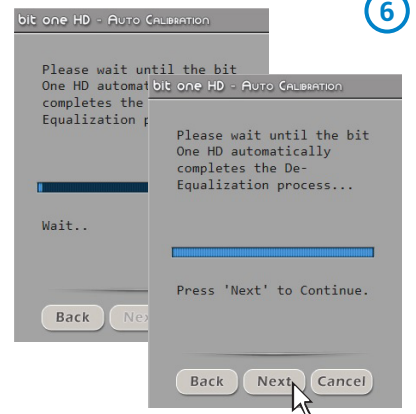 6
bit one HD - Auto Calibration
Please wait until the bit
One HD automat
completes the
Equalization p
Wait..
Back
bit one HD - Auto Calibration
Please wait until the bit
One HD automatically
completes the De-
Equalization process...
Press 'Next' to Continue.
Back Next Cancel